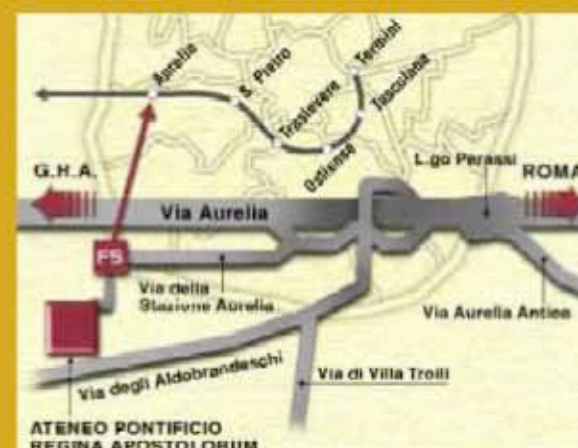 Aurelia
S. Pietro
Trastevere
Ostiense
Tuscolana
Termini
L.go Perassi
G.H.A.
ROMA
Via Aurelia
FS
Via della
Stazione Aurelia
Via Aurelia Antica
Via degli Aldobrandeschi
Via di Villa Troili
ATENEO PONTIFICIO
REGINA APOSTOLORUM